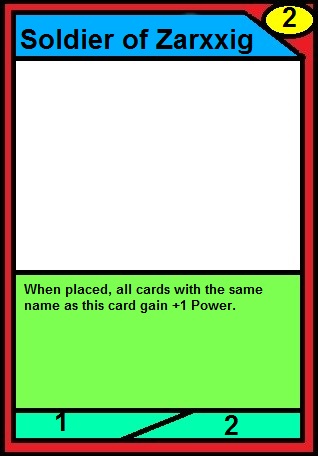 Soldier of Zarxxig
2
When placed, all cards with the same
name as this card gain +1 Power.
1
2